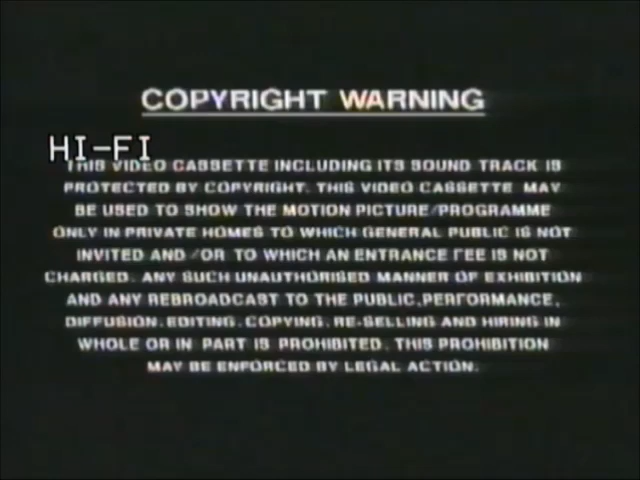 COPYRIGHT WARNING
HI-FI
THIS VIDEO CASSETTE INCLUDING ITS SOUND TRACK IS
PROTECTED BY COPYRIGHT. THIS VIDEO CASSETTE MAY
BE USED TO SHOW THE MOTION PICTURE/PROGRAMME
ONLY IN PRIVATE HOMES TO WHICH GENERAL PUBLIC IS NOT
INVITED AND /OR TO WHICH AN ENTRANCE FEE IS NOT
CHARGED. ANY SUCH UNAUTHORISED MANNER OF EXHIBITION
AND ANY REBROADCAST TO THE PUBLIC,PERFORMANCE,
DIFFUSION, EDITING, COPYING, RE-SELLING AND HIRING IN
WHOLE OR IN PART IS PROHIBITED. THIS PROHIBITION
MAY BE ENFORCED BY LEGAL ACTION.